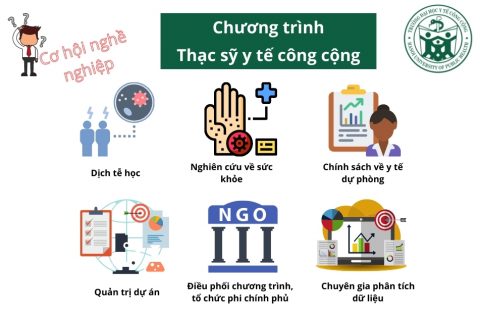 Cơ hội nghề
nghiệp
Chương trình
Thạc sỹ y tế công cộng
TRƯỜNG ĐẠI HỌC Y TẾ CÔNG CỘNG
HANOI UNIVERSITY OF PUBLIC HEALTH
Dịch tễ học
Nghiên cứu về sức
khỏe
Chính sách về y tế
dự phòng
NGO
Quản trị dự án
Điều phối chương trình,
tổ chức phi chính phủ
Chuyên gia phân tích
dữ liệu